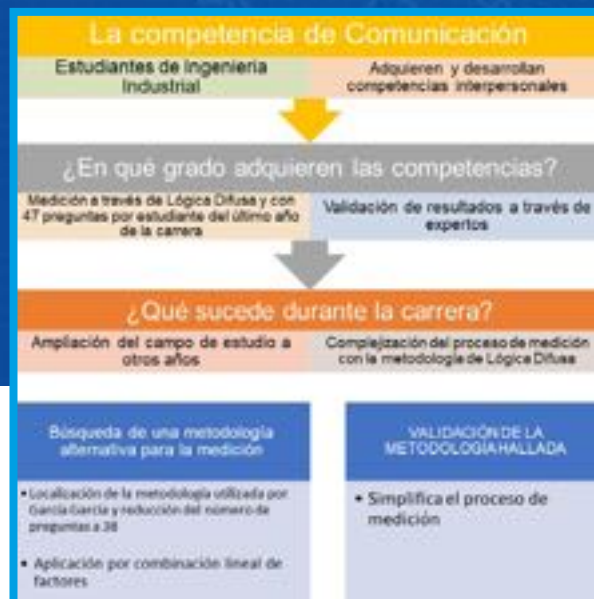 La competencia de Comunicación
Estudiantes de Ingeniería
Industrial
Adquieren y desarrollan
competencias interpersonales
¿En qué grado adquieren las competencias?
Medición a través de Lógica Difusa y con
47 preguntas por estudiante del último año
de la carrera
Validación de resultados a través de
expertos
¿Qué sucede durante la carrera?
Ampliación del campo de estudio a
otros años
Complejización del proceso de medición
con la metodología de Lógica Difusa
Búsqueda de una metodología
alternativa para la medición
• Localización de la metodología utilizada por
García García y reducción del número de
preguntas a 38
• Aplicación por combinación lineal de
factores
VALIDACIÓN DE LA
METODOLOGÍA HALLADA
• Simplifica el proceso de
medición